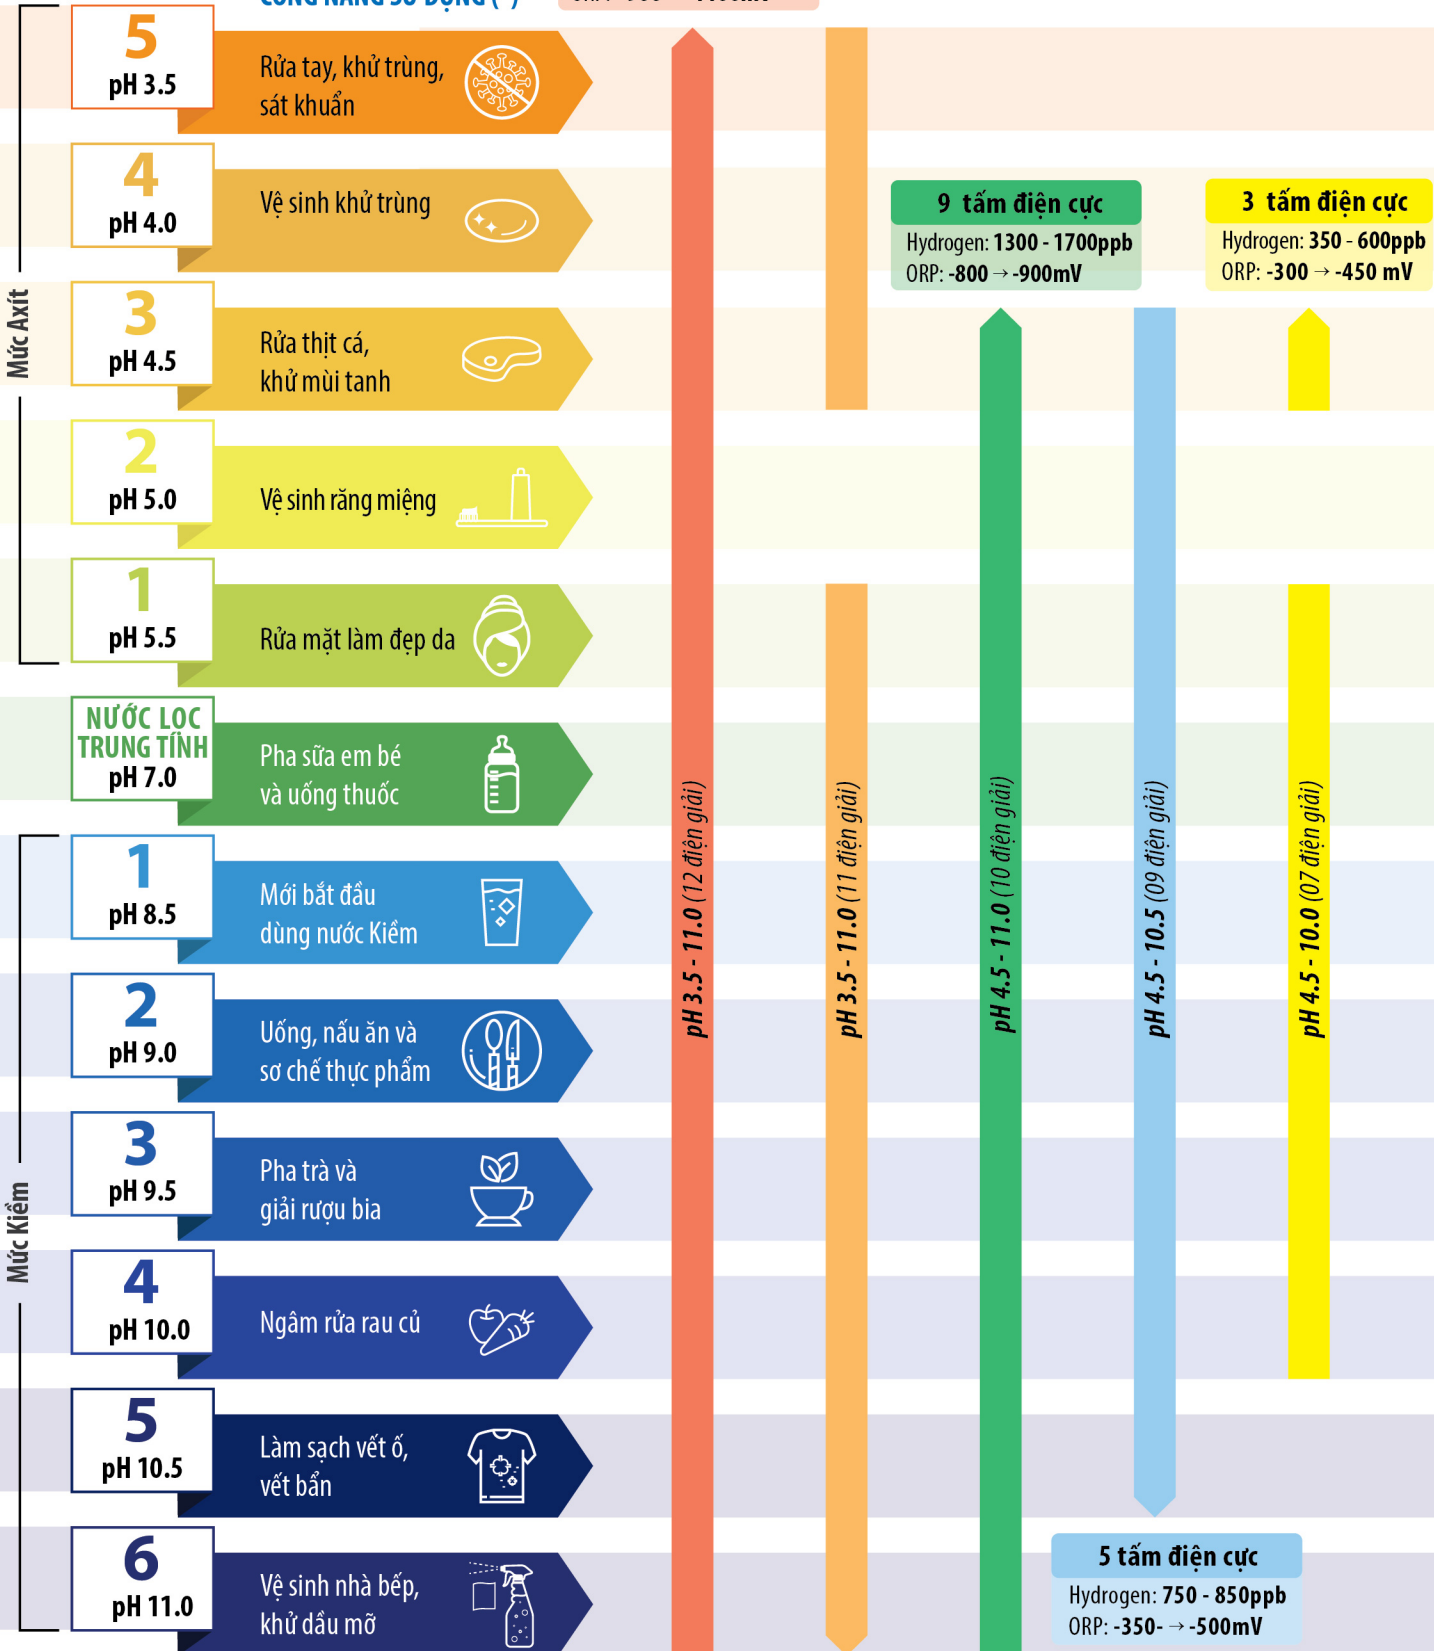 CÔNG NĂNG SỬ DỤNG (*)
5
pH 3.5
Rửa tay, khử trùng,
sát khuẩn
4
pH 4.0
Vệ sinh khử trùng
9 tấm điện cực
Hydrogen: 1300 - 1700ppb
ORP: -800 → -900mV
3 tấm điện cực
Hydrogen: 350 - 600ppb
ORP: -300 → -450 mV
Mức Axít
3
pH 4.5
Rửa thịt cá,
khử mùi tanh
2
pH 5.0
Vệ sinh răng miệng
1
pH 5.5
Rửa mặt làm đẹp da
NƯỚC LỌC
TRUNG TÍNH
pH 7.0
Pha sữa em bé
và uống thuốc
pH 3.5 - 11.0 (12 điện giải)
pH 3.5 - 11.0 (11 điện giải)
pH 4.5 - 11.0 (10 điện giải)
pH 4.5 - 10.5 (09 điện giải)
pH 4.5 - 10.0 (07 điện giải)
1
pH 8.5
Mới bắt đầu
dùng nước Kiềm
2
pH 9.0
Uống, nấu ăn và
sơ chế thực phẩm
Mức Kiềm
3
pH 9.5
Pha trà và
giải rượu bia
4
pH 10.0
Ngâm rửa rau củ
5
pH 10.5
Làm sạch vết ố,
vết bẩn
6
pH 11.0
Vệ sinh nhà bếp,
khử dầu mỡ
5 tấm điện cực
Hydrogen: 750 - 850ppb
ORP: -350- → -500mV